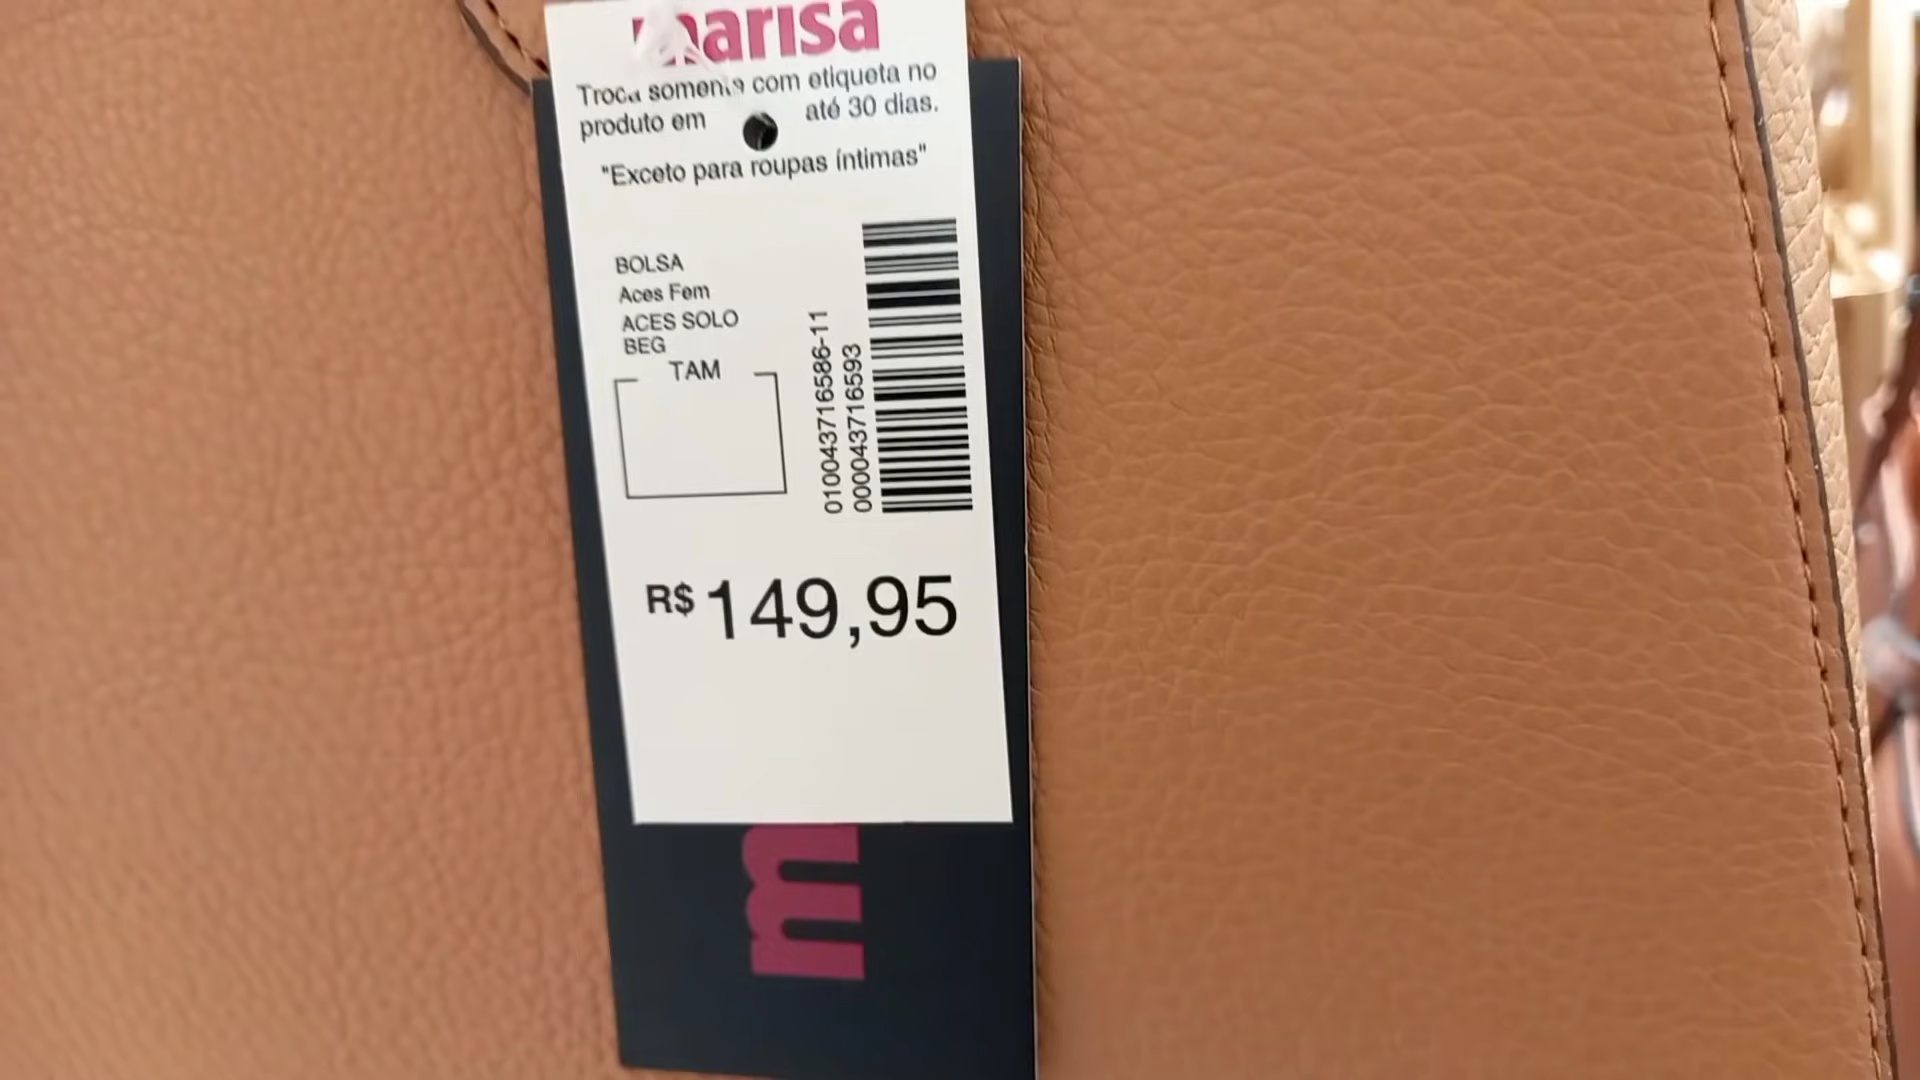 marisa
Troca somente com etiqueta no
produto em até 30 dias.
"Exceto para roupas íntimas"
BOLSA
Aces Fem
ACES SOLO
BEG
TAM
010043716586-11
000043716593
R$ 149,95
m